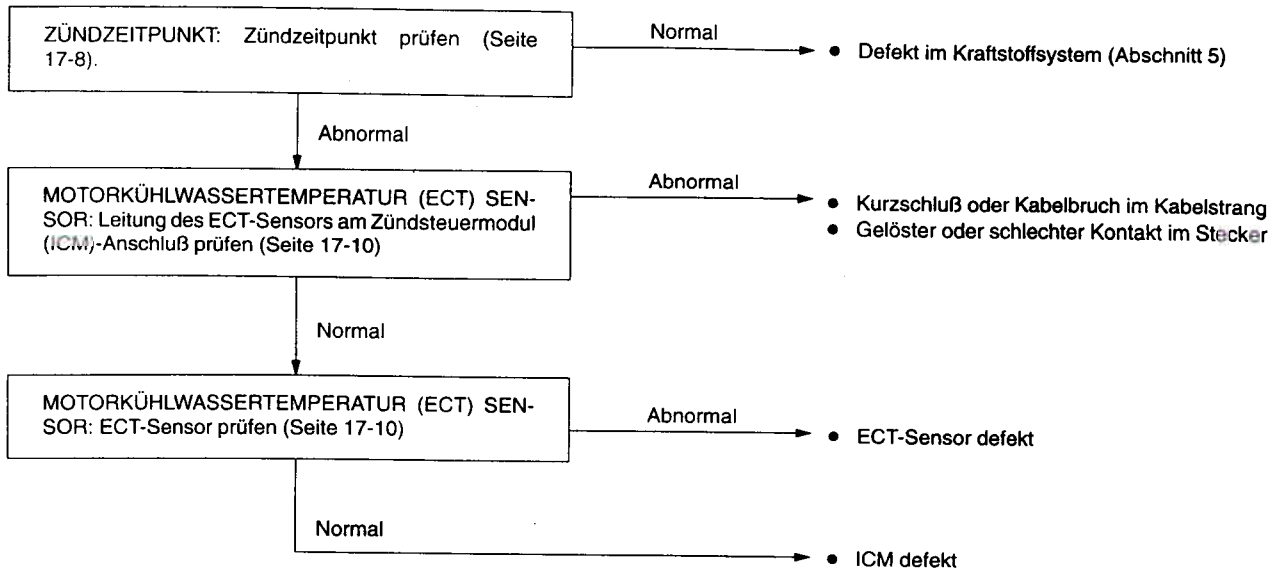 ZÜNDZEITPUNKT: Zündzeitpunkt prüfen (Seite
17-8).
Normal
● Defekt im Kraftstoffsystem (Abschnitt 5)
Abnormal
MOTORKÜHLWASSERTEMPERATUR (ECT) SEN-
SOR: Leitung des ECT-Sensors am Zündsteuermodul
(ICM)-Anschluß prüfen (Seite 17-10)
Abnormal
● Kurzschluß oder Kabelbruch im Kabelstrang
● Gelöster oder schlechter Kontakt im Stecker
Normal
MOTORKÜHLWASSERTEMPERATUR (ECT) SEN-
SOR: ECT-Sensor prüfen (Seite 17-10)
Abnormal
● ECT-Sensor defekt
Normal
● ICM defekt